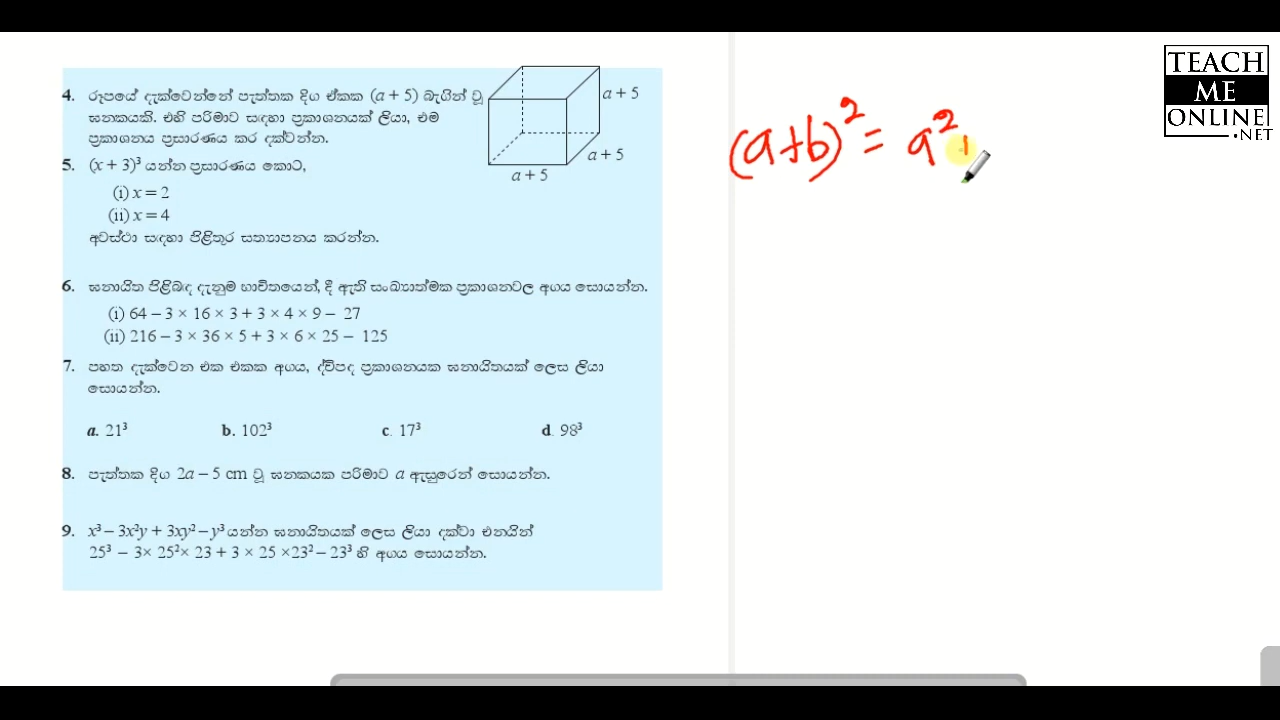 4. රූපයේ දැක්වෙන්නේ පැත්තක දිග ඒකක (a + 5) බැගින් වූ
ඝනකයකි. එහි පරිමාව සඳහා ප්‍රකාශනයක් ලියා, එම
ප්‍රකාශනය ප්‍රසාරණය කර දක්වන්න.
a + 5
a + 5
a + 5
5. (x + 3)³ යන්න ප්‍රසාරණය කොට,
(i) x = 2
(ii) x = 4
අවස්ථා සඳහා පිළිතුර සත්‍යාපනය කරන්න.
6. ඝනායිත පිළිබඳ දැනුම භාවිතයෙන්, දී ඇති සංඛ්‍යාත්මක ප්‍රකාශනවල අගය සොයන්න.
(i) 64 – 3 × 16 × 3 + 3 × 4 × 9 – 27
(ii) 216 – 3 × 36 × 5 + 3 × 6 × 25 – 125
7. පහත දැක්වෙන එක එකක අගය, ද්විපද ප්‍රකාශනයක ඝනායිතයක් ලෙස ලියා
සොයන්න.
a. 21³ b. 102³ c. 17³ d. 98³
8. පැත්තක දිග 2a – 5 cm වූ ඝනකයක පරිමාව a ඇසුරෙන් සොයන්න.
9. x³ – 3x²y + 3xy² – y³ යන්න ඝනායිතයක් ලෙස ලියා දක්වා එනයින්
25³ – 3× 25²× 23 + 3 × 25 ×23² – 23³ හි අගය සොයන්න.
(a+b)² = a²
TEACH
ME
ONLINE
.NET